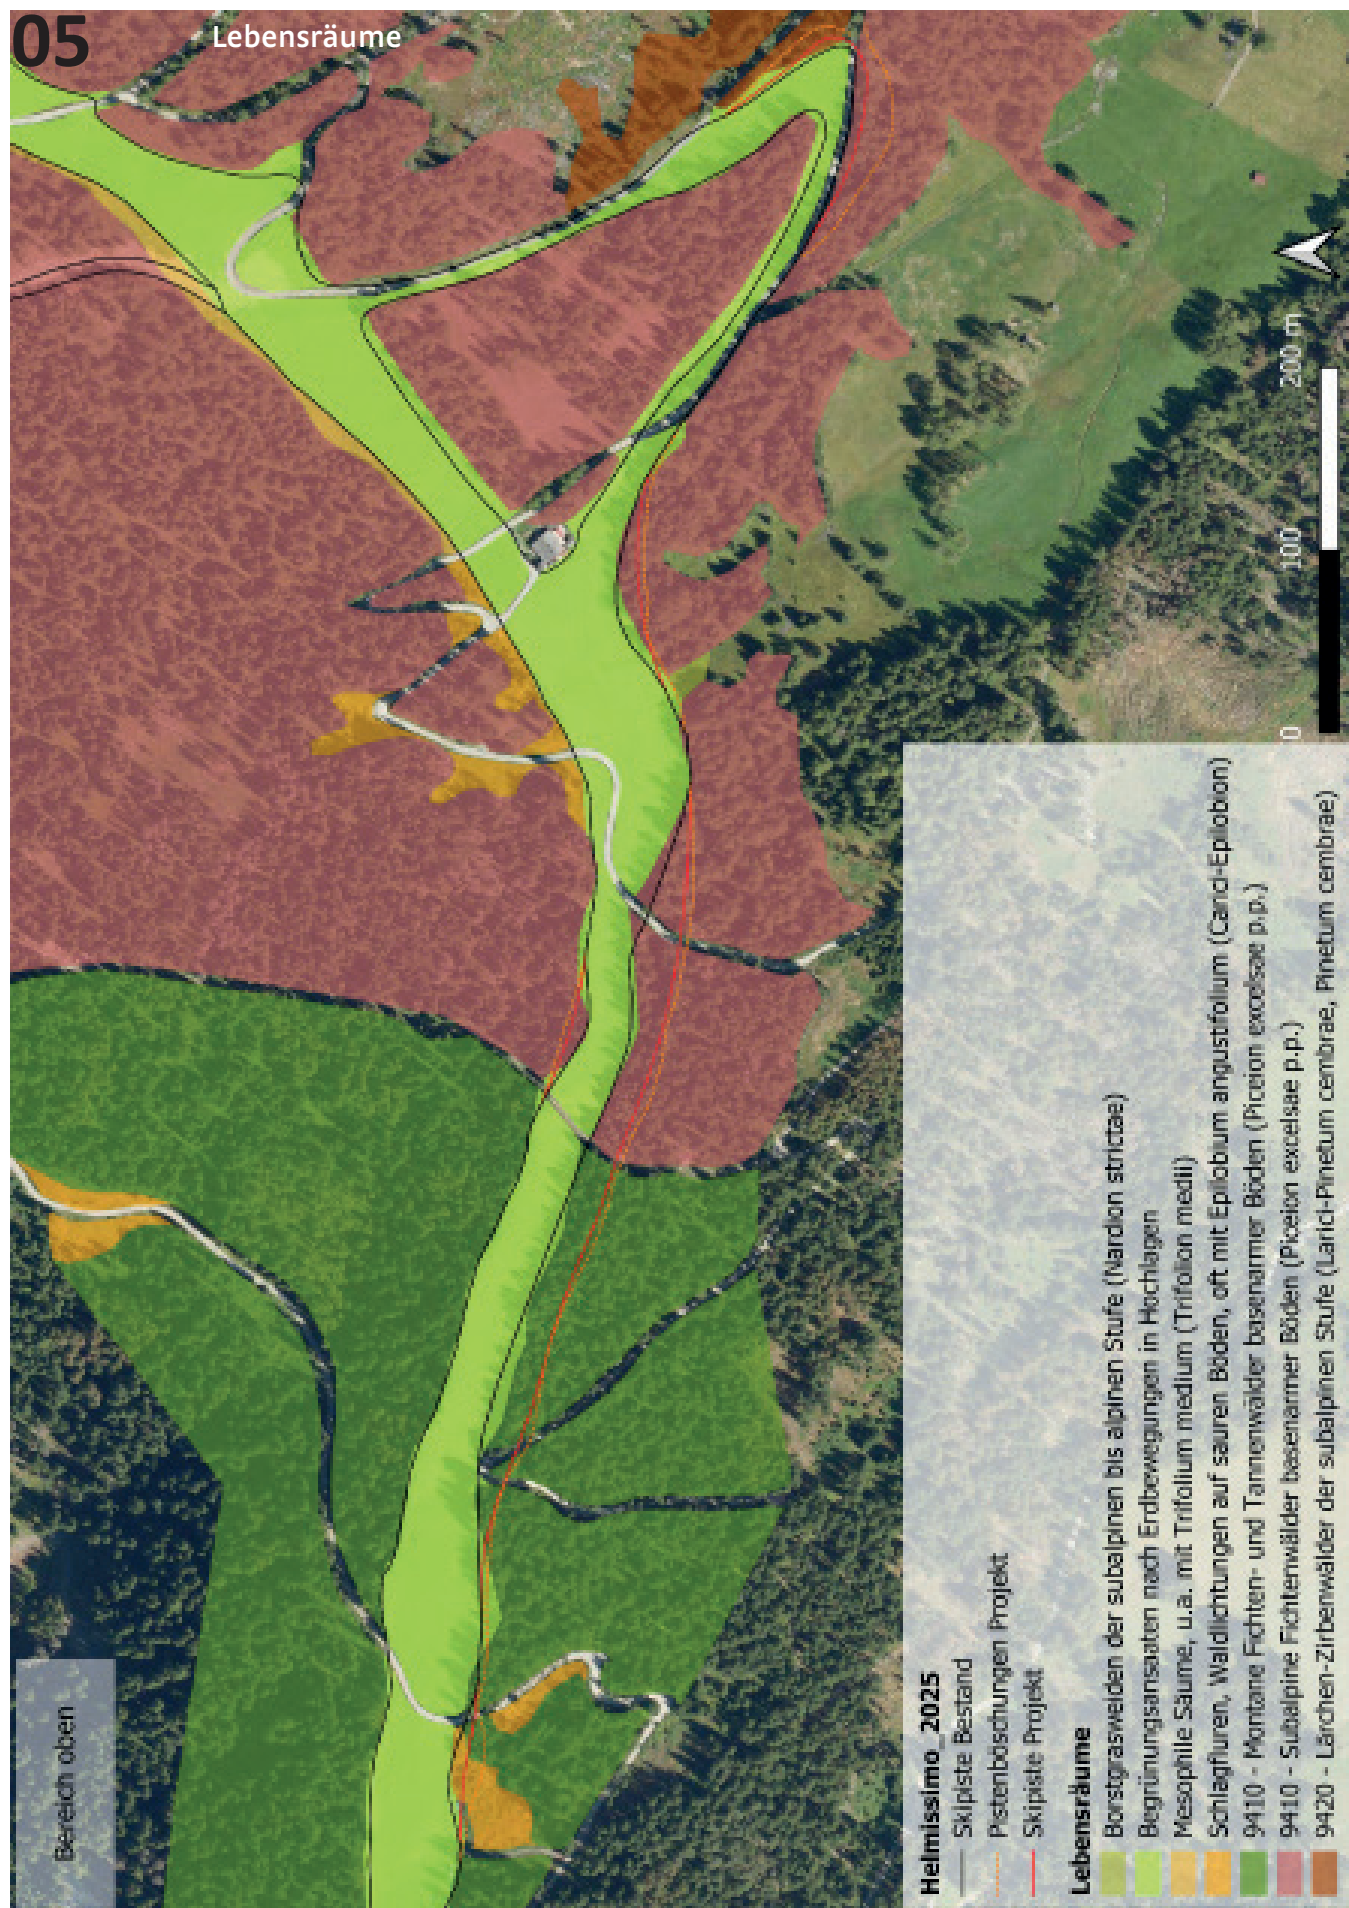 05
Lebensräume
Bereich oben
200 m
100
0
Helmissimo_2025
Skipiste Bestand
Pistenböschungen Projekt
Skipiste Projekt
Lebensräume
Borstgrasweiden der subalpinen bis alpinen Stufe (Nardion strictae)
Begrünungsansaaten nach Erdbewegungen in Hochlagen
Mesophile Säume, u.a. mit Trifolium medium (Trifolion medii)
Schlagfluren, Waldlichtungen auf sauren Böden, oft mit Epilobium angustifolium (Carici-Epilobion)
9410 - Montane Fichten- und Tannenwälder basenarmer Böden (Piceion excelsae p.p.)
9410 - Subalpine Fichtenwälder basenarmer Böden (Piceion excelsae p.p.)
9420 - Lärchen-Zirbenwälder der subalpinen Stufe (Larici-Pinetum cembrae, Pinetum cembrae)